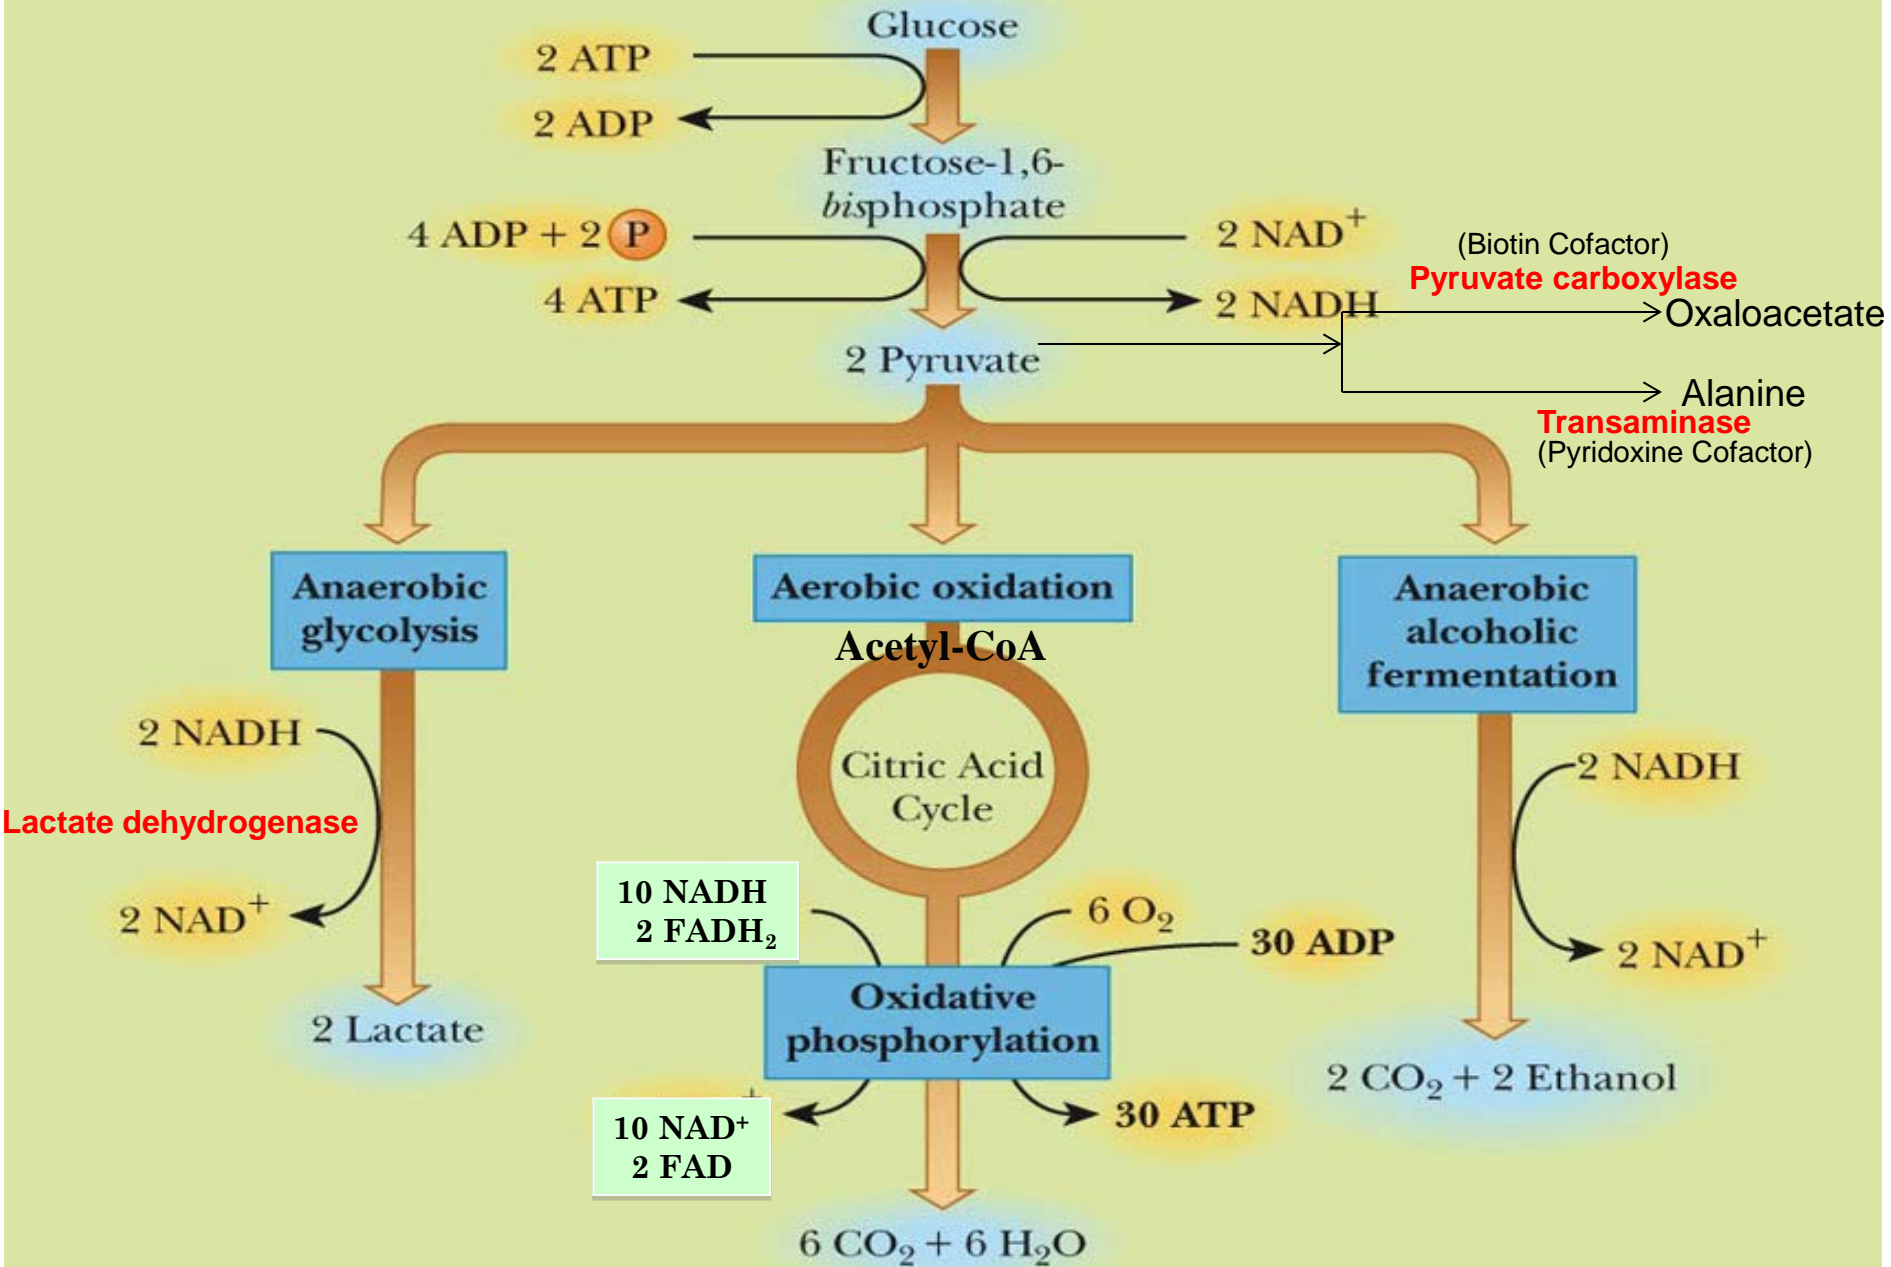 Glucose
2 ATP
2 ADP
Fructose-1,6-
bisphosphate
4 ADP + 2 P
2 NAD⁺
4 ATP
2 NADH
(Biotin Cofactor)
Pyruvate carboxylase
Oxaloacetate
2 Pyruvate
Alanine
Transaminase
(Pyridoxine Cofactor)
Anaerobic
glycolysis
Aerobic oxidation
Anaerobic
alcoholic
fermentation
Acetyl-CoA
2 NADH
Lactate dehydrogenase
2 NAD⁺
2 Lactate
Citric Acid
Cycle
10 NADH
2 FADH₂
6 O₂
30 ADP
Oxidative
phosphorylation
+
10 NAD⁺
2 FAD
30 ATP
6 CO₂ + 6 H₂O
2 NADH
2 NAD⁺
2 CO₂ + 2 Ethanol